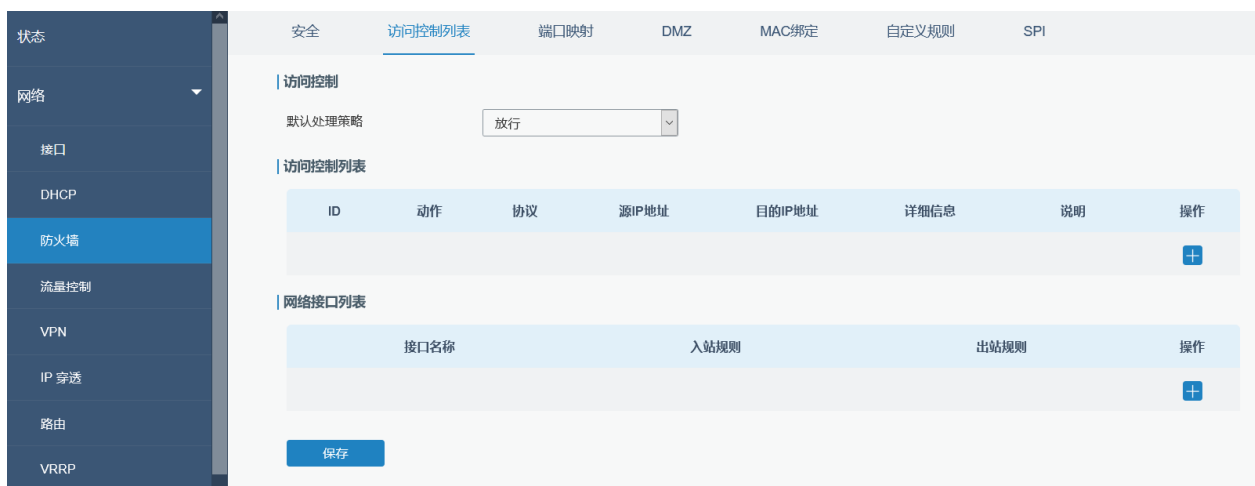 状态
网络
接口
DHCP
防火墙
流量控制
VPN
IP 穿透
路由
VRRP
安全 访问控制列表 端口映射 DMZ MAC绑定 自定义规则 SPI
访问控制
默认处理策略 放行
访问控制列表
ID 动作 协议 源IP地址 目的IP地址 详细信息 说明 操作
网络接口列表
接口名称 入站规则 出站规则 操作
保存